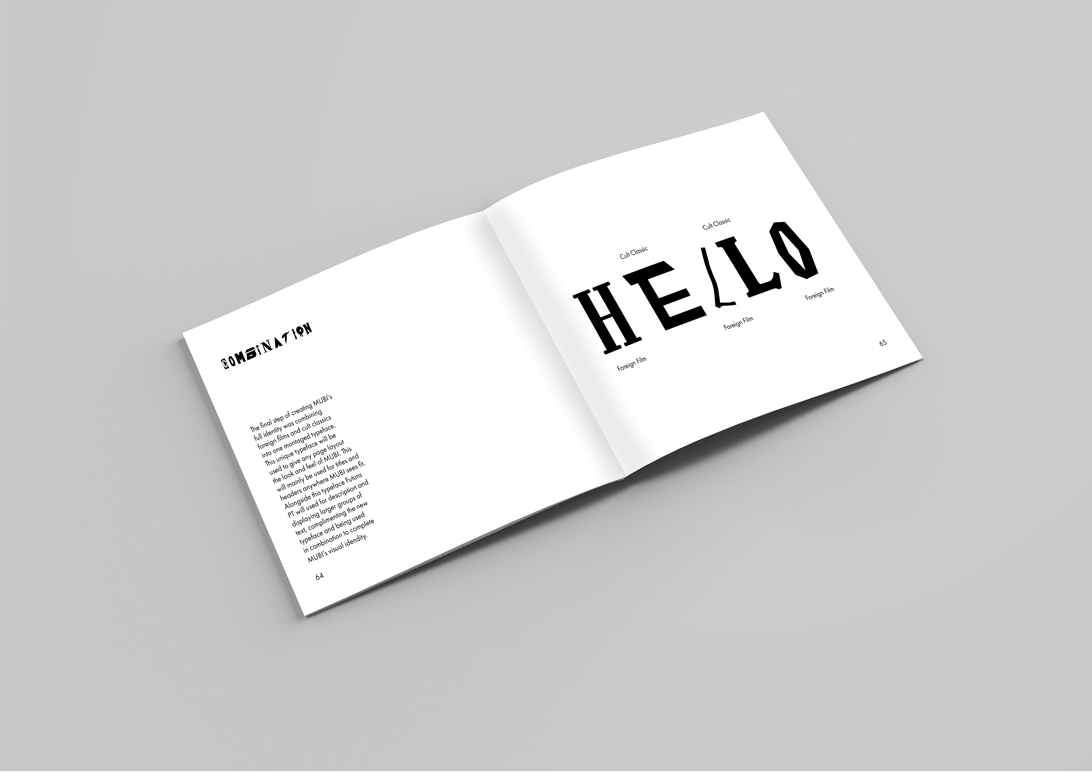 COMBiNATION
The final step of creating MUBI's
full identity was combining
foreign films and cult classics
into one montaged typeface.
This unique typeface will be
used to give any page layout
the look and feel of MUBI. This
will mainly be used for titles and
headers anywhere MUBI sees fit.
Alongside this typeface Futura
PT will used for description and
displaying larger groups of
text, complimenting the new
typeface and being used
in combination to complete
MUBI's visual idendity.
64
Cult Classic
Cult Classic
HELLO
Foreign Film
Foreign Film
Foreign Film
65